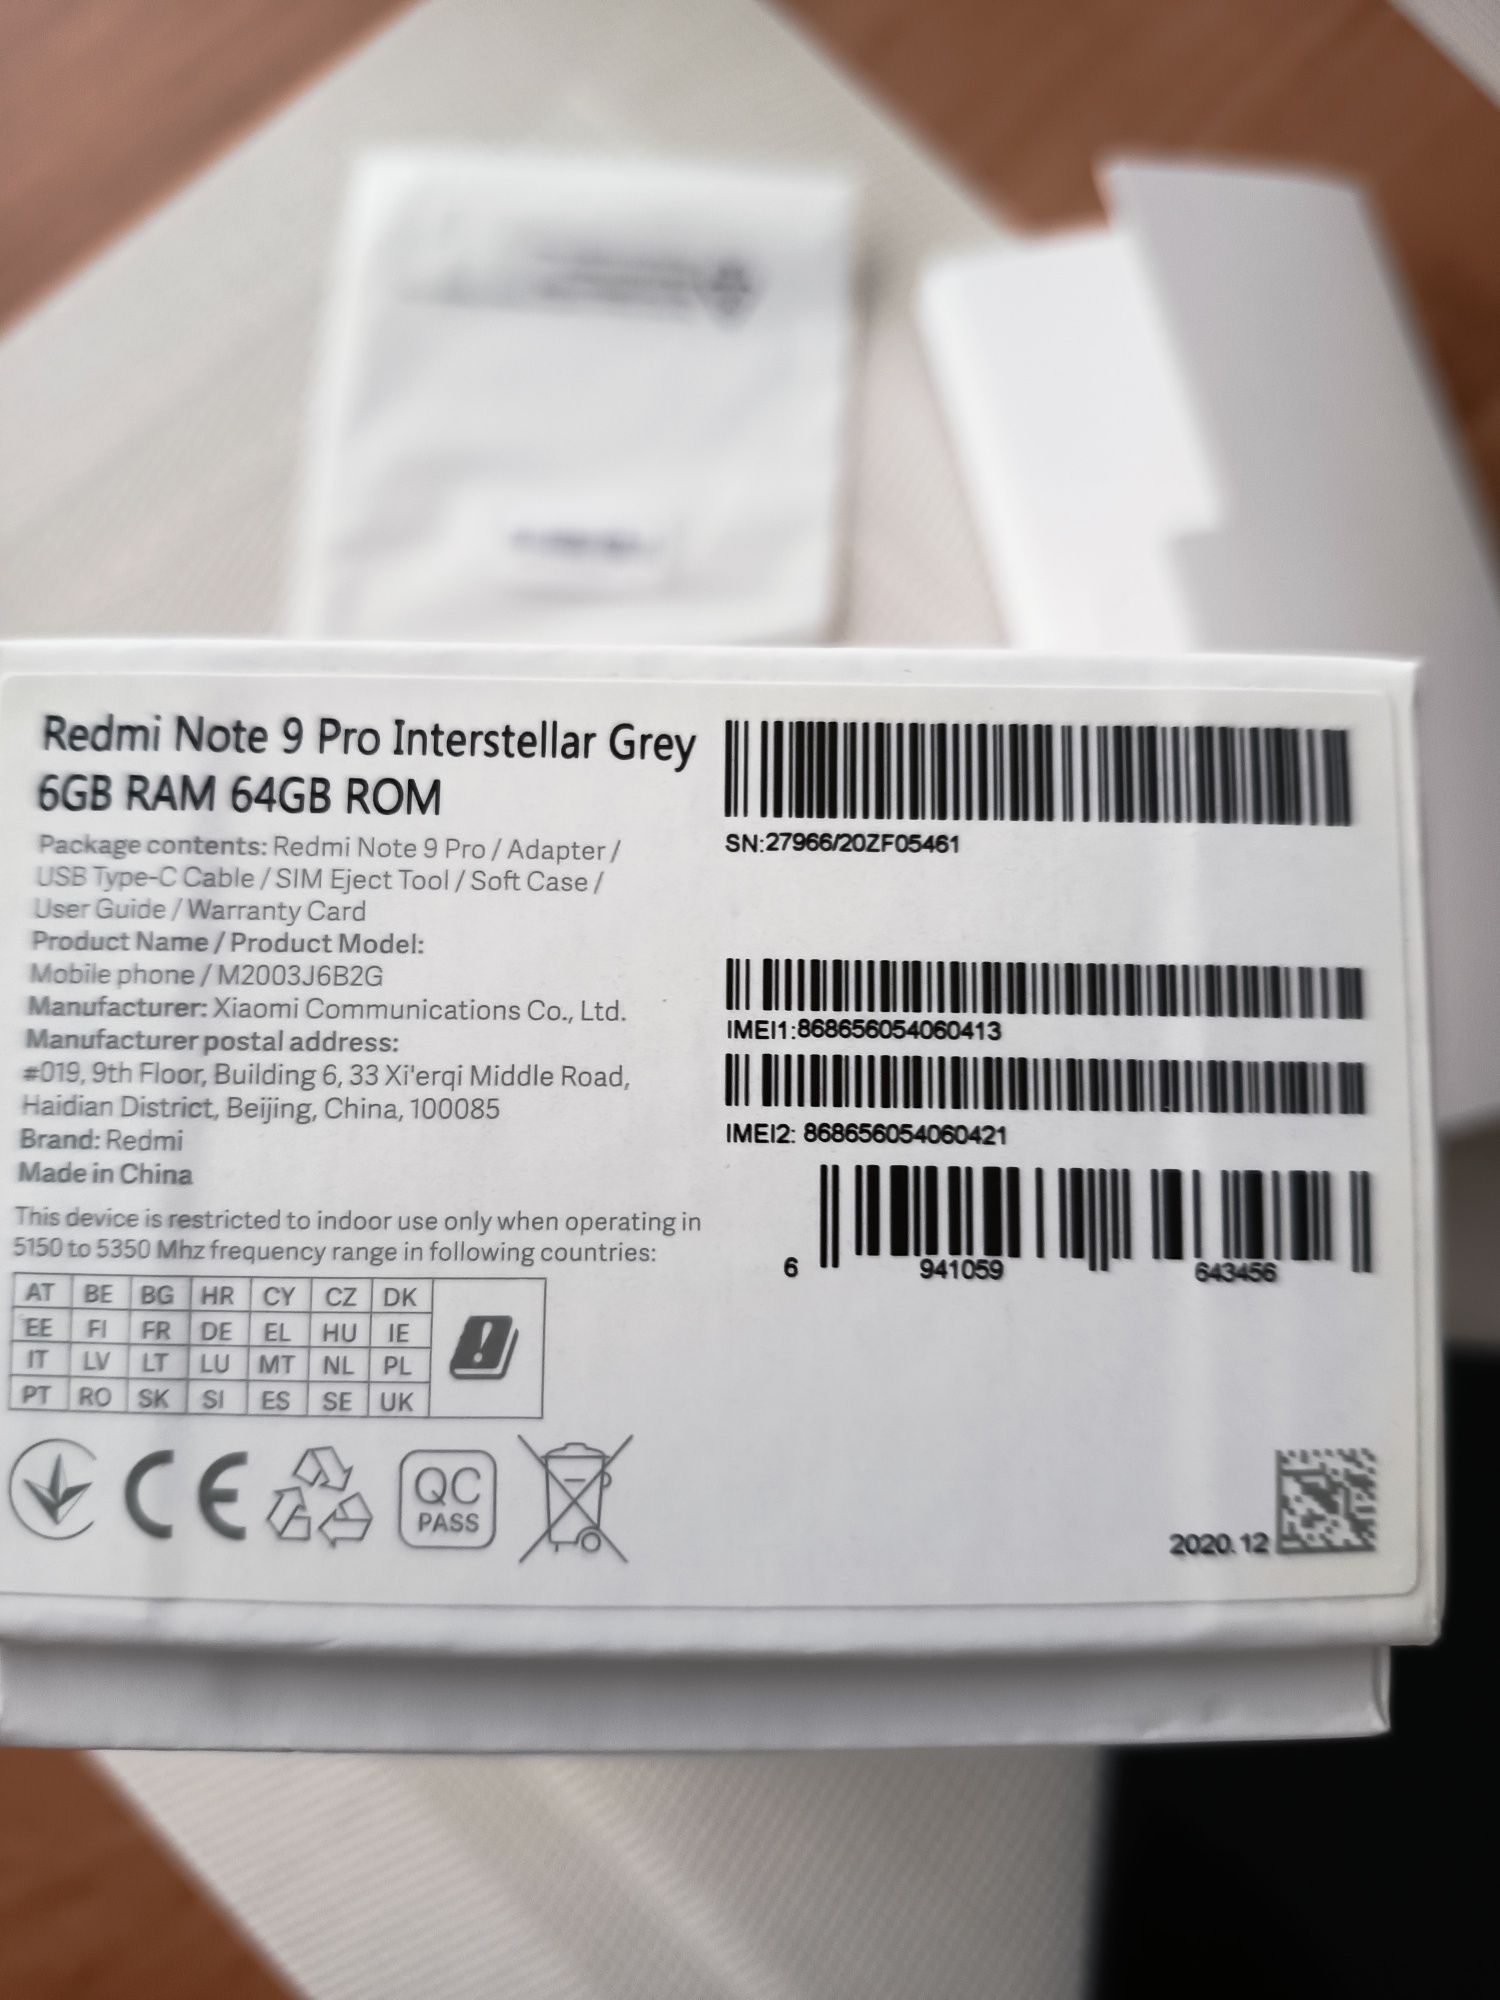 Redmi Note 9 Pro Interstellar Grey
6GB RAM 64GB ROM
Package contents: Redmi Note 9 Pro / Adapter /
USB Type-C Cable / SIM Eject Tool / Soft Case /
User Guide / Warranty Card
Product Name / Product Model:
Mobile phone / M2003J6B2G
Manufacturer: Xiaomi Communications Co., Ltd.
Manufacturer postal address:
#019, 9th Floor, Building 6, 33 Xi'erqi Middle Road,
Haidian District, Beijing, China, 100085
Brand: Redmi
Made in China
This device is restricted to indoor use only when operating in
5150 to 5350 Mhz frequency range in following countries:
AT BE BG HR CY CZ DK
EE FI FR DE EL HU IE
IT LV LT LU MT NL PL
PT RO SK SI ES SE UK
CE
QC
PASS
SN:27966/20ZF05461
IMEI1:868656054060413
IMEI2: 868656054060421
6 941059 643456
2020.12